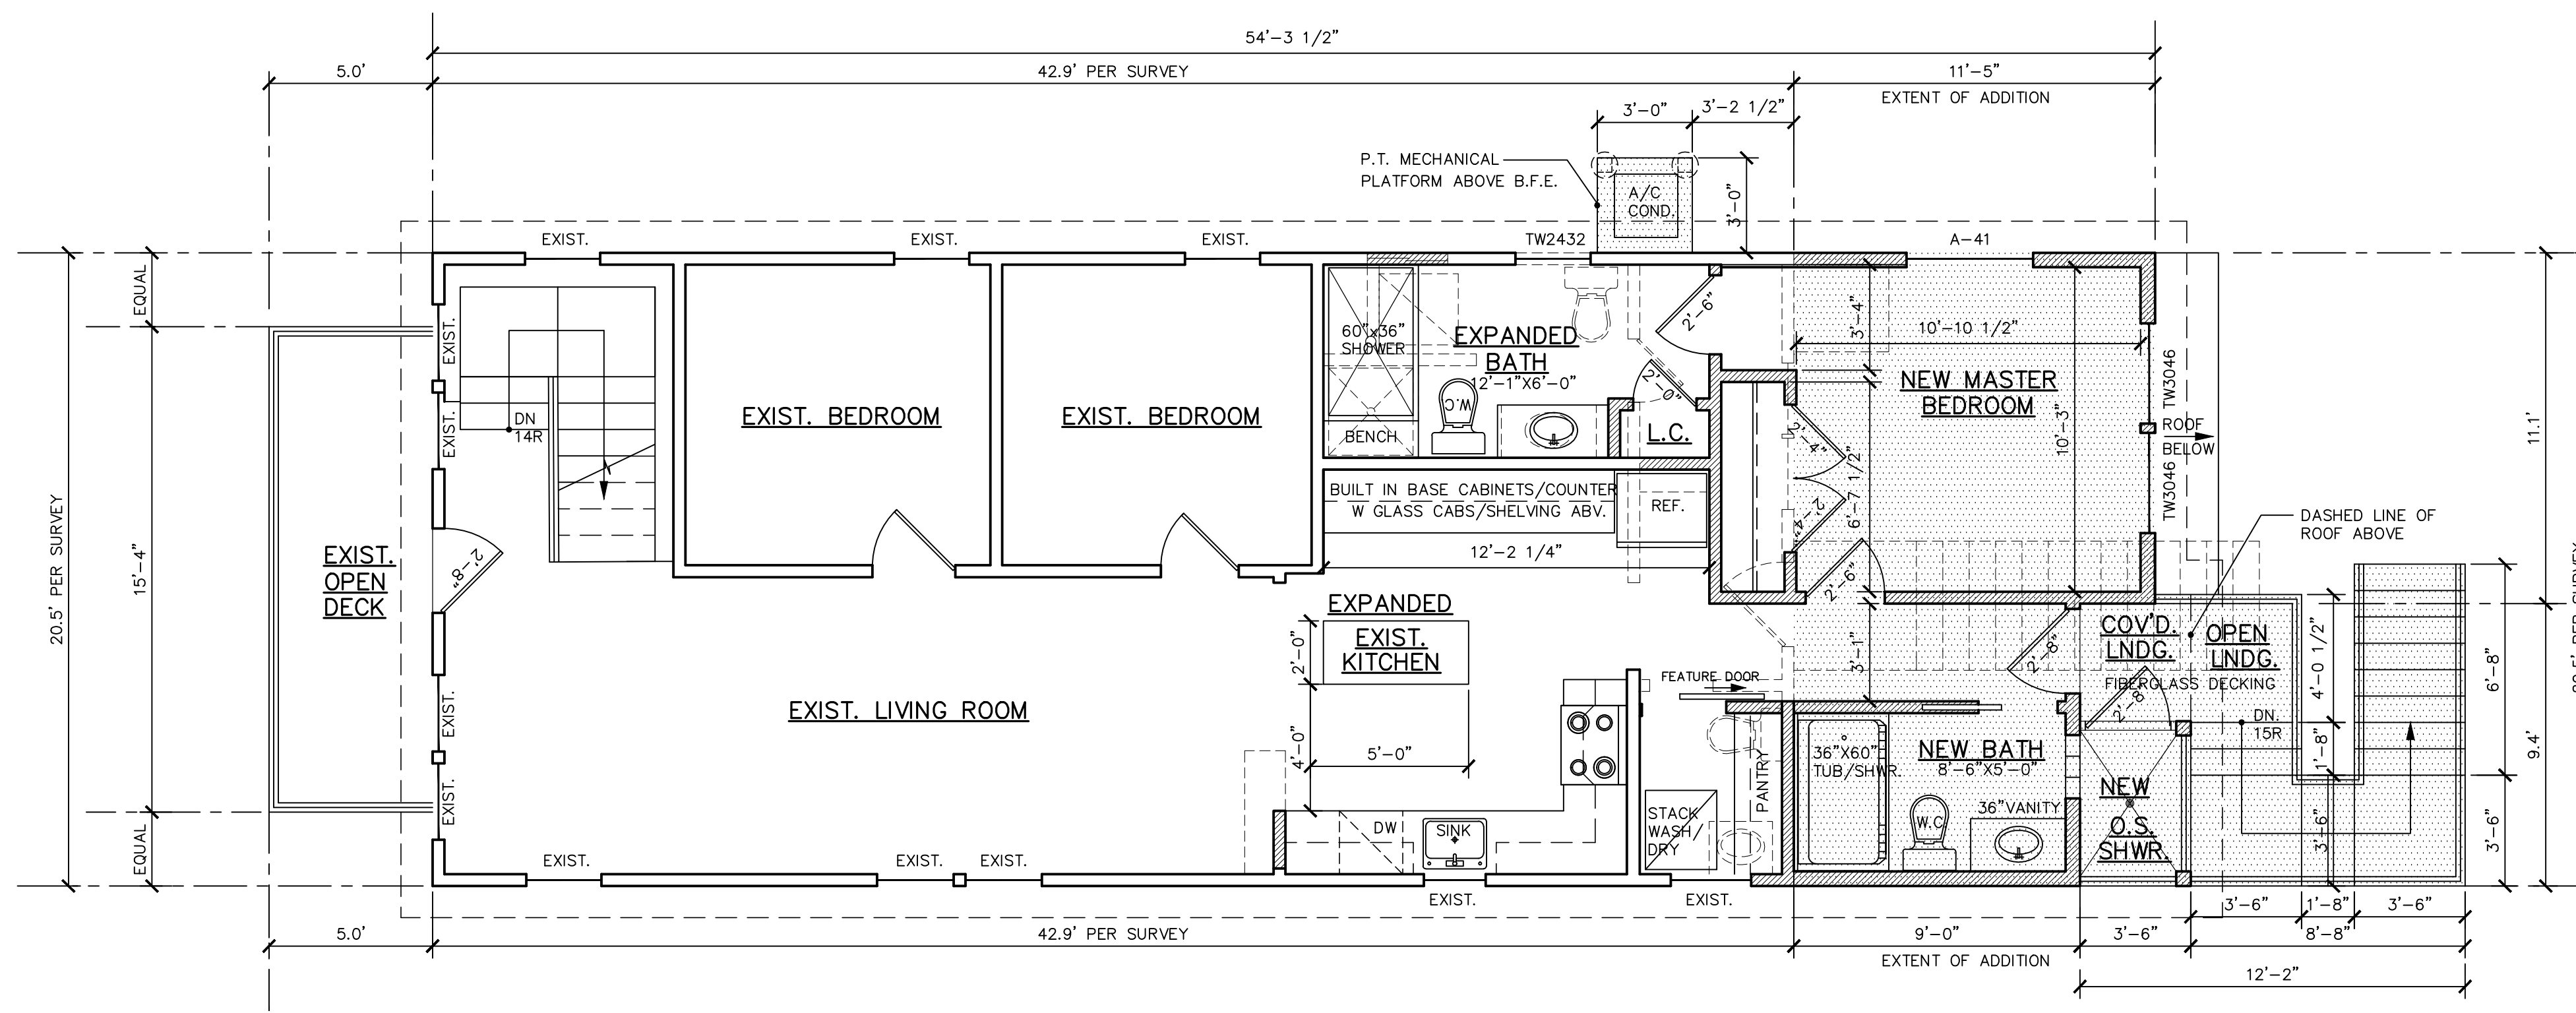 54'-3 1/2"
5.0'
42.9' PER SURVEY
11'-5"
EXTENT OF ADDITION
3'-0"
3'-2 1/2"
P.T. MECHANICAL
PLATFORM ABOVE B.F.E.
A/C
COND.
3'-0"
EXIST.
EXIST.
EXIST.
TW2432
A-41
EQUAL
15'-4"
EQUAL
20.5' PER SURVEY
EXIST.
EXIST.
DN
14R
EXIST. BEDROOM
EXIST. BEDROOM
60"x36"
SHOWER
BENCH
EXPANDED
BATH
12'-1"X6'-0"
W.C
2'-6"
2'-0"
L.C.
3'-4"
10'-10 1/2"
NEW MASTER
BEDROOM
10'-3"
2'-4"
2'-4"
6'-7 1/2"
2'-6"
TW3046
TW3046
ROOF
BELOW
11.1'
DASHED LINE OF
ROOF ABOVE
BUILT IN BASE CABINETS/COUNTER
W GLASS CABS/SHELVING ABV.
REF.
12'-2 1/4"
EXIST.
OPEN
DECK
2'-8"
EXPANDED
EXIST.
KITCHEN
2'-0"
4'-0"
5'-0"
EXIST. LIVING ROOM
EXIST.
EXIST.
FEATURE DOOR
3'-1"
2'-8"
COV'D.
LNDG.
OPEN
LNDG.
FIBERGLASS DECKING
2'-8"
4'-0 1/2"
6'-8"
DN.
15R
1'-8"
3'-6"
3'-6"
9.4'
20.5' PER SURVEY
PANTRY
STACK
WASH/
DRY
36"X60"
TUB/SHWR.
NEW BATH
8'-6"X5'-0"
W.C
36"VANITY
NEW
O.S.
SHWR.
DW
SINK
EXIST.
EXIST.
EXIST.
EXIST.
EXIST.
3'-6"
1'-8"
3'-6"
5.0'
42.9' PER SURVEY
9'-0"
3'-6"
8'-8"
EXTENT OF ADDITION
12'-2"